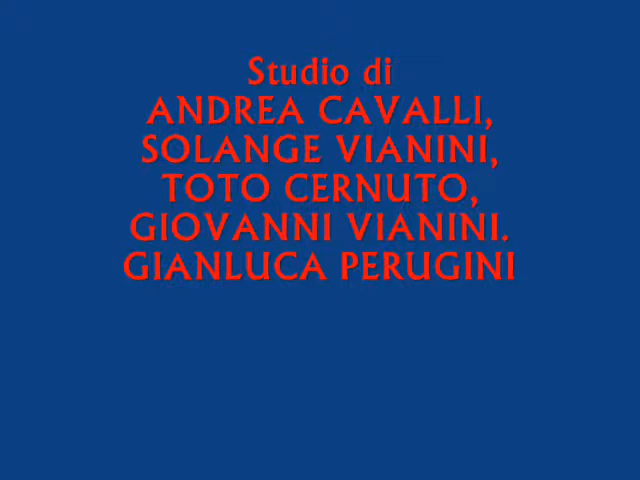 Studio di
ANDREA CAVALLI,
SOLANGE VIANINI,
TOTO CERNUTO,
GIOVANNI VIANINI.
GIANLUCA PERUGINI